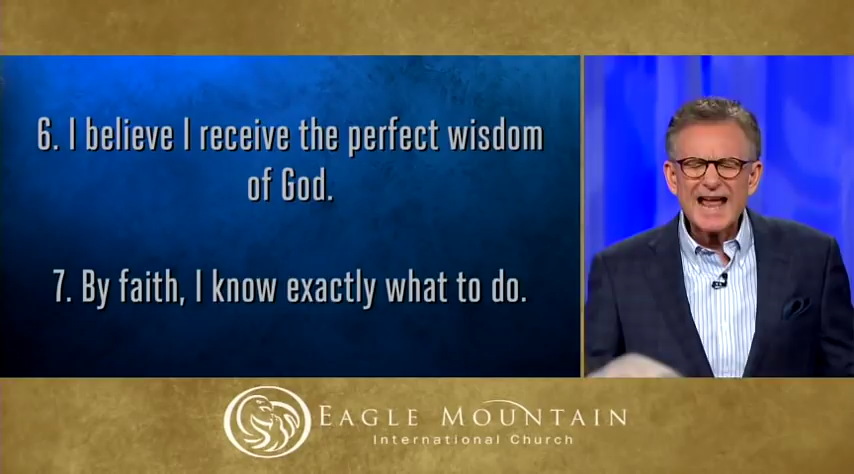 6. I believe I receive the perfect wisdom
of God.
7. By faith, I know exactly what to do.
EAGLE MOUNTAIN
International Church